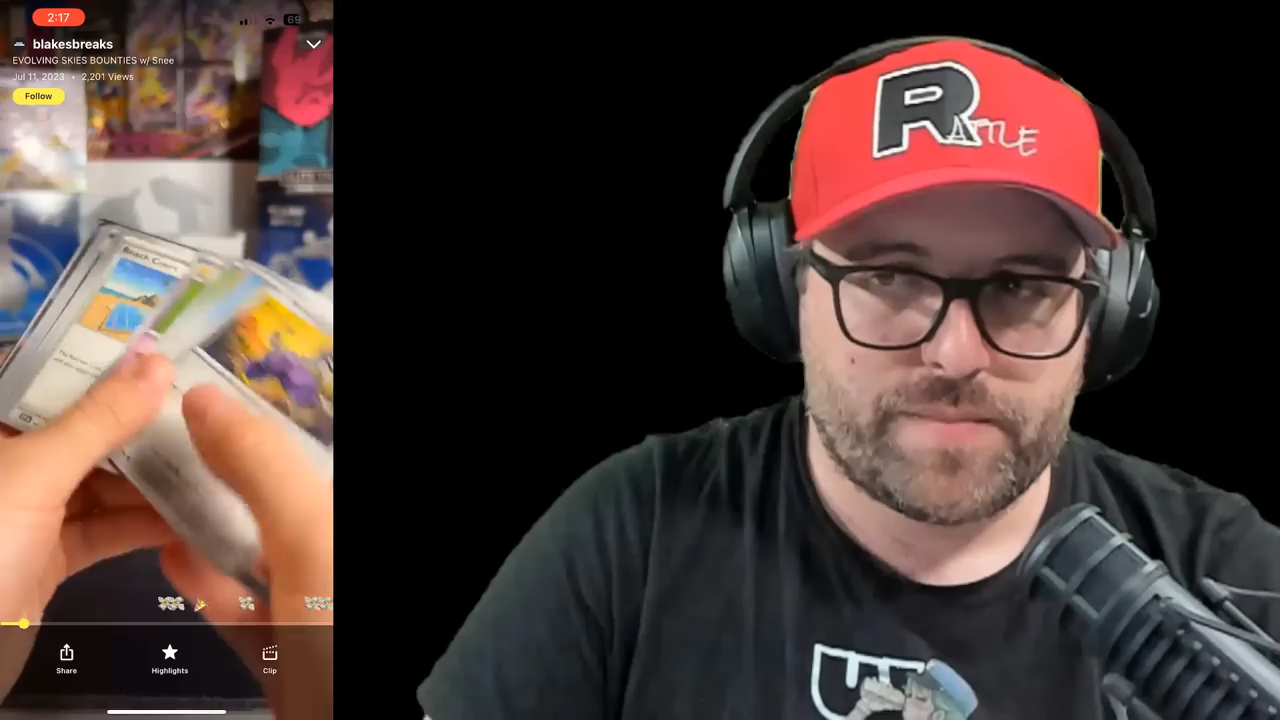 2:17
69
blakesbreaks
EVOLVING SKIES BOUNTIES w/ Snee
Jul 11, 2023 • 2,201 Views
Follow
Beach Court
Share
Highlights
Clip
RATTLE